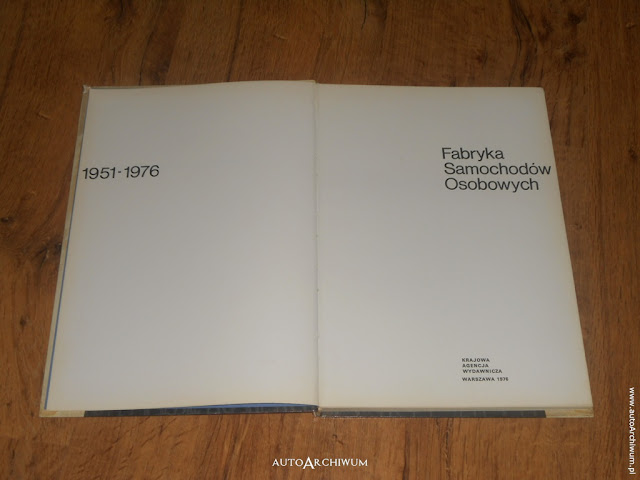 1951-1976
Fabryka
Samochodów
Osobowych
KRAJOWA
AGENCJA
WYDAWNICZA
WARSZAWA 1976
AUTOARCHIWUM
www.autoArchiwum.pl